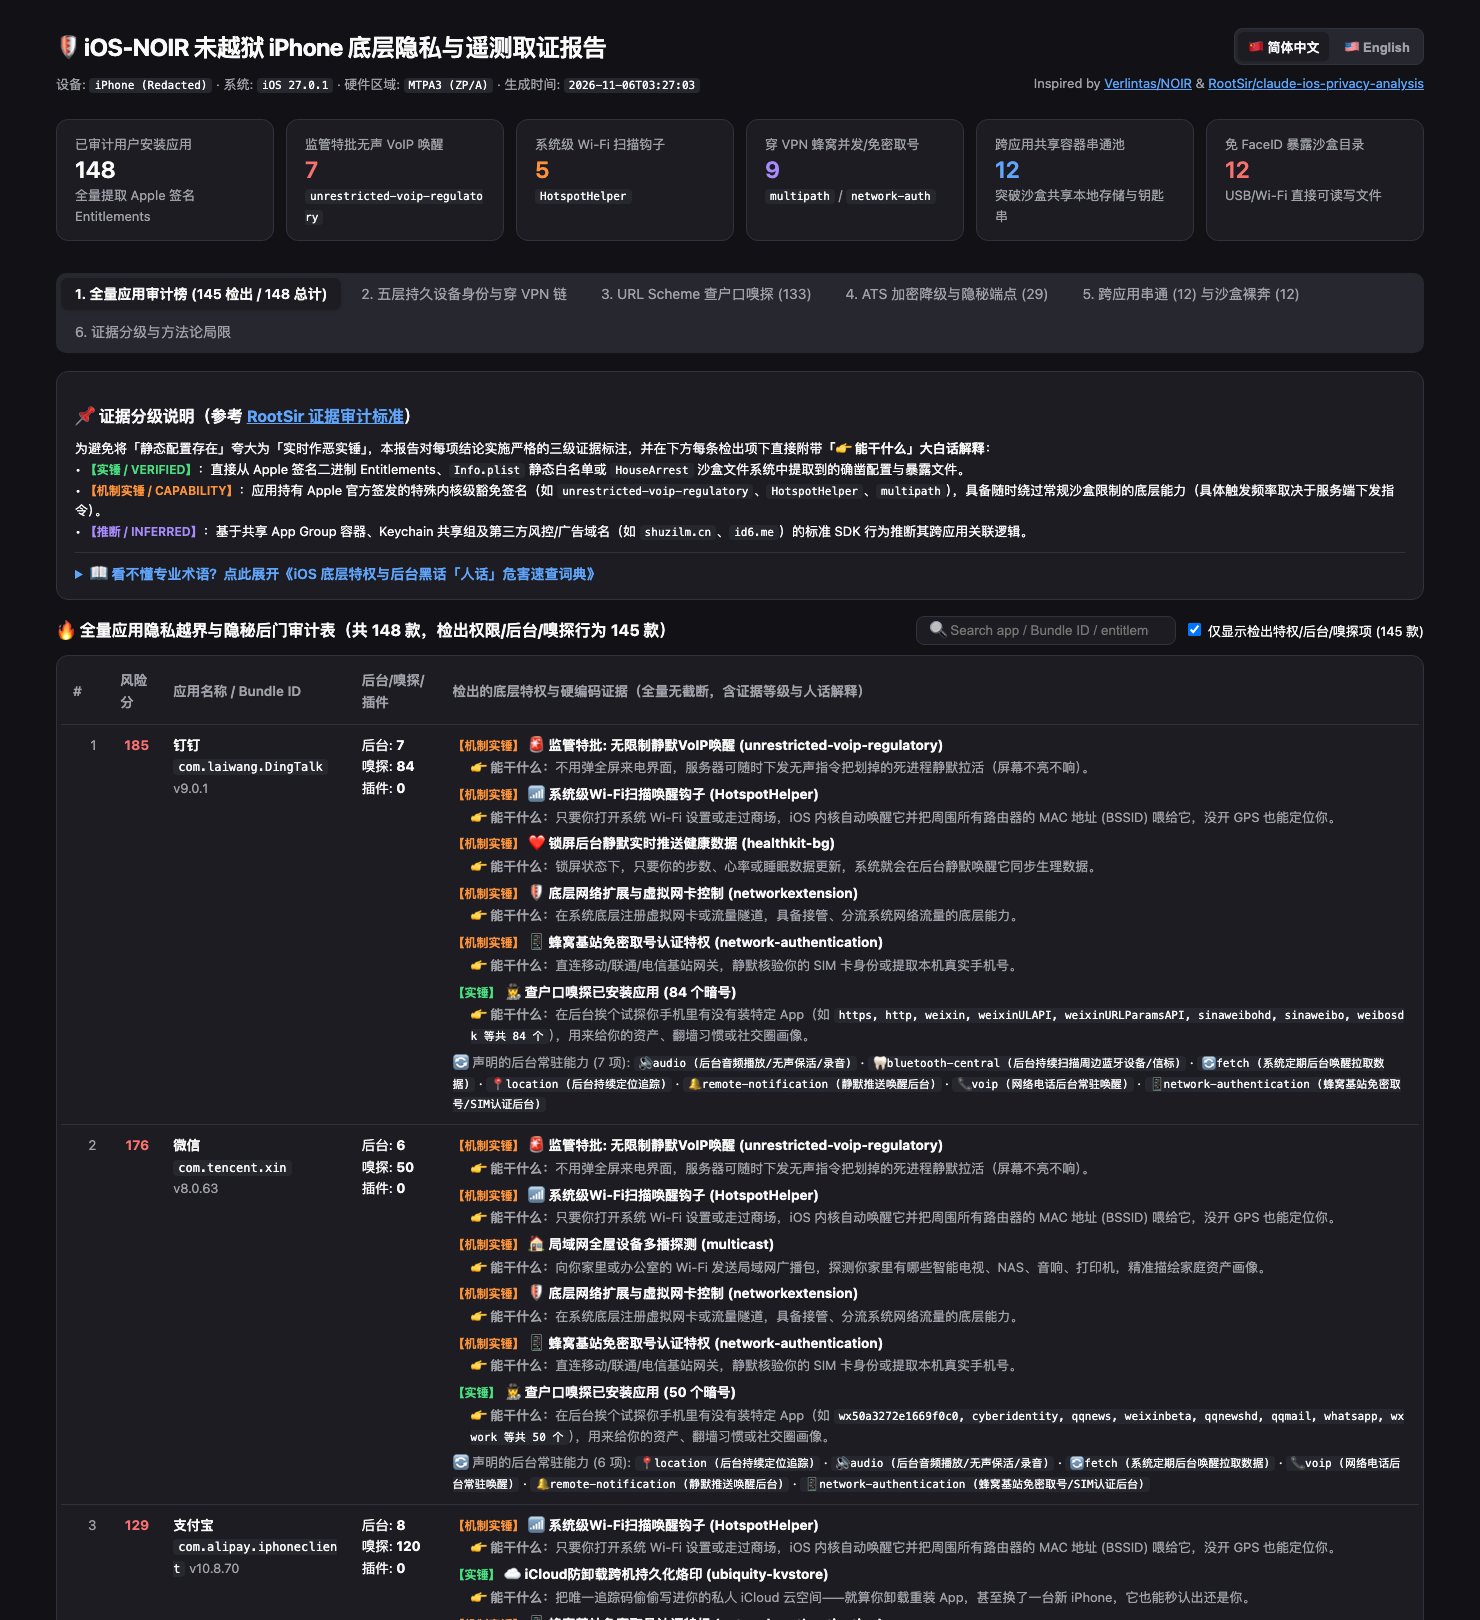 iOS-NOIR 未越狱 iPhone 底层隐私与遥测取证报告
简体中文 English
设备: iPhone (Redacted) · 系统: iOS 27.0.1 · 硬件区域: MTPA3 (ZP/A) · 生成时间: 2026-11-06T03:27:03
Inspired by Verlintas/NOIR & RootSir/claude-ios-privacy-analysis
已审计用户安装应用
148
全量提取 Apple 签名
Entitlements
监管特批无声 VoIP 唤醒
7
unrestricted-voip-regulato
ry
系统级 Wi-Fi 扫描钩子
5
HotspotHelper
穿 VPN 蜂窝并发/免密取号
9
multipath / network-auth
跨应用共享容器串通池
12
突破沙盒共享本地存储与钥匙
串
免 FaceID 暴露沙盒目录
12
USB/Wi-Fi 直接可读写文件
1. 全量应用审计榜 (145 检出 / 148 总计)
2. 五层持久设备身份与穿 VPN 链
3. URL Scheme 查户口嗅探 (133)
4. ATS 加密降级与隐秘端点 (29)
5. 跨应用串通 (12) 与沙盒裸奔 (12)
6. 证据分级与方法论局限
📌 证据分级说明（参考 RootSir 证据审计标准）
为避免将「静态配置存在」夸大为「实时作恶实锤」，本报告对每项结论实施严格的三级证据标注，并在下方每条检出项下直接附带「👉 能干什么」大白话解释：
• 【实锤 / VERIFIED】：直接从 Apple 签名二进制 Entitlements、Info.plist 静态白名单或 HouseArrest 沙盒文件系统中提取到的确凿配置与暴露文件。
• 【机制实锤 / CAPABILITY】：应用持有 Apple 官方签发的特殊内核级豁免签名（如 unrestricted-voip-regulatory、HotspotHelper、multipath），具备随时绕过常规沙盒限制的底层能力（具体触发频率取决于服务端下发指
令）。
• 【推断 / INFERRED】：基于共享 App Group 容器、Keychain 共享组及第三方风控/广告域名（如 shuzilm.cn、id6.me）的标准 SDK 行为推断其跨应用关联逻辑。
▶ 📖 看不懂专业术语？点此展开《iOS 底层特权与后台黑话「人话」危害速查词典》
🔥 全量应用隐私越界与隐秘后门审计表（共 148 款，检出权限/后台/嗅探行为 145 款）
🔍 Search app / Bundle ID / entitlem
仅显示检出特权/后台/嗅探项 (145 款)
# 风险分 应用名称 / Bundle ID 后台/嗅探/插件 检出的底层特权与硬编码证据（全量无截断，含证据等级与人话解释）
1 185 钉钉
com.laiwang.DingTalk
v9.0.1
后台: 7
嗅探: 84
插件: 0
【机制实锤】 🚨 监管特批: 无限制静默VoIP唤醒 (unrestricted-voip-regulatory)
👉 能干什么：不用弹全屏来电界面，服务器可随时下发无声指令把划掉的死进程静默拉活（屏幕不亮不响）。
【机制实锤】 📶 系统级Wi-Fi扫描唤醒钩子 (HotspotHelper)
👉 能干什么：只要你打开系统 Wi-Fi 设置或走过商场，iOS 内核自动唤醒它并把周围所有路由器的 MAC 地址 (BSSID) 喂给它，没开 GPS 也能定位你。
【机制实锤】 ❤️ 锁屏后台静默实时推送健康数据 (healthkit-bg)
👉 能干什么：锁屏状态下，只要你的步数、心率或睡眠数据更新，系统就会在后台静默唤醒它同步生理数据。
【机制实锤】 🛡️ 底层网络扩展与虚拟网卡控制 (networkextension)
👉 能干什么：在系统底层注册虚拟网卡或流量隧道，具备接管、分流系统网络流量的底层能力。
【机制实锤】 📱 蜂窝基站免密取号认证特权 (network-authentication)
👉 能干什么：直连移动/联通/电信基站网关，静默核验你的 SIM 卡身份或提取本机真实手机号。
【实锤】 🕵️ 查户口嗅探已安装应用 (84 个暗号)
👉 能干什么：在后台挨个试探你手机里有没有装特定 App（如 https, http, weixin, weixinULAPI, weixinURLParamsAPI, sinaweibohd, sinaweibo, weibosd
k 等共 84 个），用来给你的资产、翻墙习惯或社交圈画像。
🔄 声明的后台常驻能力 (7 项): 🔊audio (后台音频播放/无声保活/录音) · 🦷bluetooth-central (后台持续扫描周边蓝牙设备/信标) · 🔄fetch (系统定期后台唤醒拉取数
据) · 📍location (后台持续定位追踪) · 🔔remote-notification (静默推送唤醒后台) · 📞voip (网络电话后台常驻唤醒) · 📱network-authentication (蜂窝基站免密取
号/SIM认证后台)
2 176 微信
com.tencent.xin
v8.0.63
后台: 6
嗅探: 50
插件: 0
【机制实锤】 🚨 监管特批: 无限制静默VoIP唤醒 (unrestricted-voip-regulatory)
👉 能干什么：不用弹全屏来电界面，服务器可随时下发无声指令把划掉的死进程静默拉活（屏幕不亮不响）。
【机制实锤】 📶 系统级Wi-Fi扫描唤醒钩子 (HotspotHelper)
👉 能干什么：只要你打开系统 Wi-Fi 设置或走过商场，iOS 内核自动唤醒它并把周围所有路由器的 MAC 地址 (BSSID) 喂给它，没开 GPS 也能定位你。
【机制实锤】 🏠 局域网全屋设备多播探测 (multicast)
👉 能干什么：向你家里或办公室的 Wi-Fi 发送局域网广播包，探测你家里有哪些智能电视、NAS、音响、打印机，精准描绘家庭资产画像。
【机制实锤】 🛡️ 底层网络扩展与虚拟网卡控制 (networkextension)
👉 能干什么：在系统底层注册虚拟网卡或流量隧道，具备接管、分流系统网络流量的底层能力。
【机制实锤】 📱 蜂窝基站免密取号认证特权 (network-authentication)
👉 能干什么：直连移动/联通/电信基站网关，静默核验你的 SIM 卡身份或提取本机真实手机号。
【实锤】 🕵️ 查户口嗅探已安装应用 (50 个暗号)
👉 能干什么：在后台挨个试探你手机里有没有装特定 App（如 wx50a3272e1669f0c0, cyberidentity, qqnews, weixinbeta, qqnewshd, qqmail, whatsapp, wx
work 等共 50 个），用来给你的资产、翻墙习惯或社交圈画像。
🔄 声明的后台常驻能力 (6 项): 📍location (后台持续定位追踪) · 🔊audio (后台音频播放/无声保活/录音) · 🔄fetch (系统定期后台唤醒拉取数据) · 📞voip (网络电话后
台常驻唤醒) · 🔔remote-notification (静默推送唤醒后台) · 📱network-authentication (蜂窝基站免密取号/SIM认证后台)
3 129 支付宝
com.alipay.iphoneclien
t v10.8.70
后台: 8
嗅探: 120
插件: 0
【机制实锤】 📶 系统级Wi-Fi扫描唤醒钩子 (HotspotHelper)
👉 能干什么：只要你打开系统 Wi-Fi 设置或走过商场，iOS 内核自动唤醒它并把周围所有路由器的 MAC 地址 (BSSID) 喂给它，没开 GPS 也能定位你。
【实锤】 ☁️ iCloud防卸载跨机持久化烙印 (ubiquity-kvstore)
👉 能干什么：把唯一追踪码偷偷写进你的私人 iCloud 云空间——就算你卸载重装 App，甚至换了一台新 iPhone，它也能秒认出还是你。